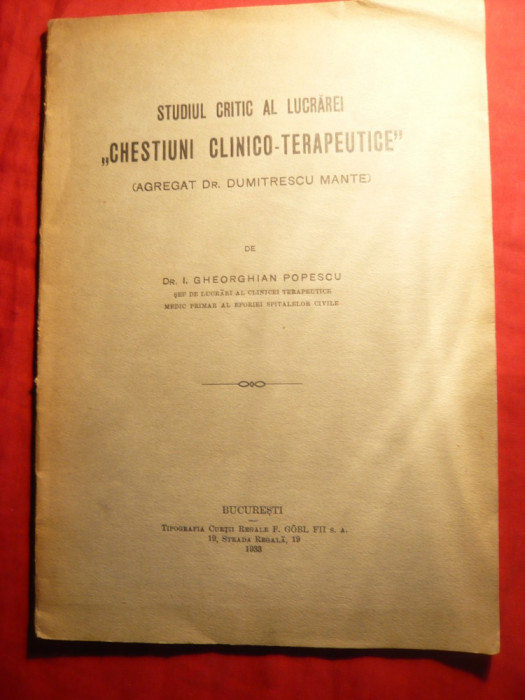 STUDIUL CRITIC AL LUCRĂREI
„CHESTIUNI CLINICO-TERAPEUTICE"
(AGREGAT DR. DUMITRESCU MANTE)
DE
DR. I. GHEORGHIAN POPESCU
ȘEF DE LUCRĂRI AL CLINICEI TERAPEUTICE
MEDIC PRIMAR AL EFORIEI SPITALELOR CIVILE
BUCUREȘTI
TIPOGRAFIA CURȚII REGALE F. GÖBL FII S. A.
19, STRADA REGALĂ, 19
1933